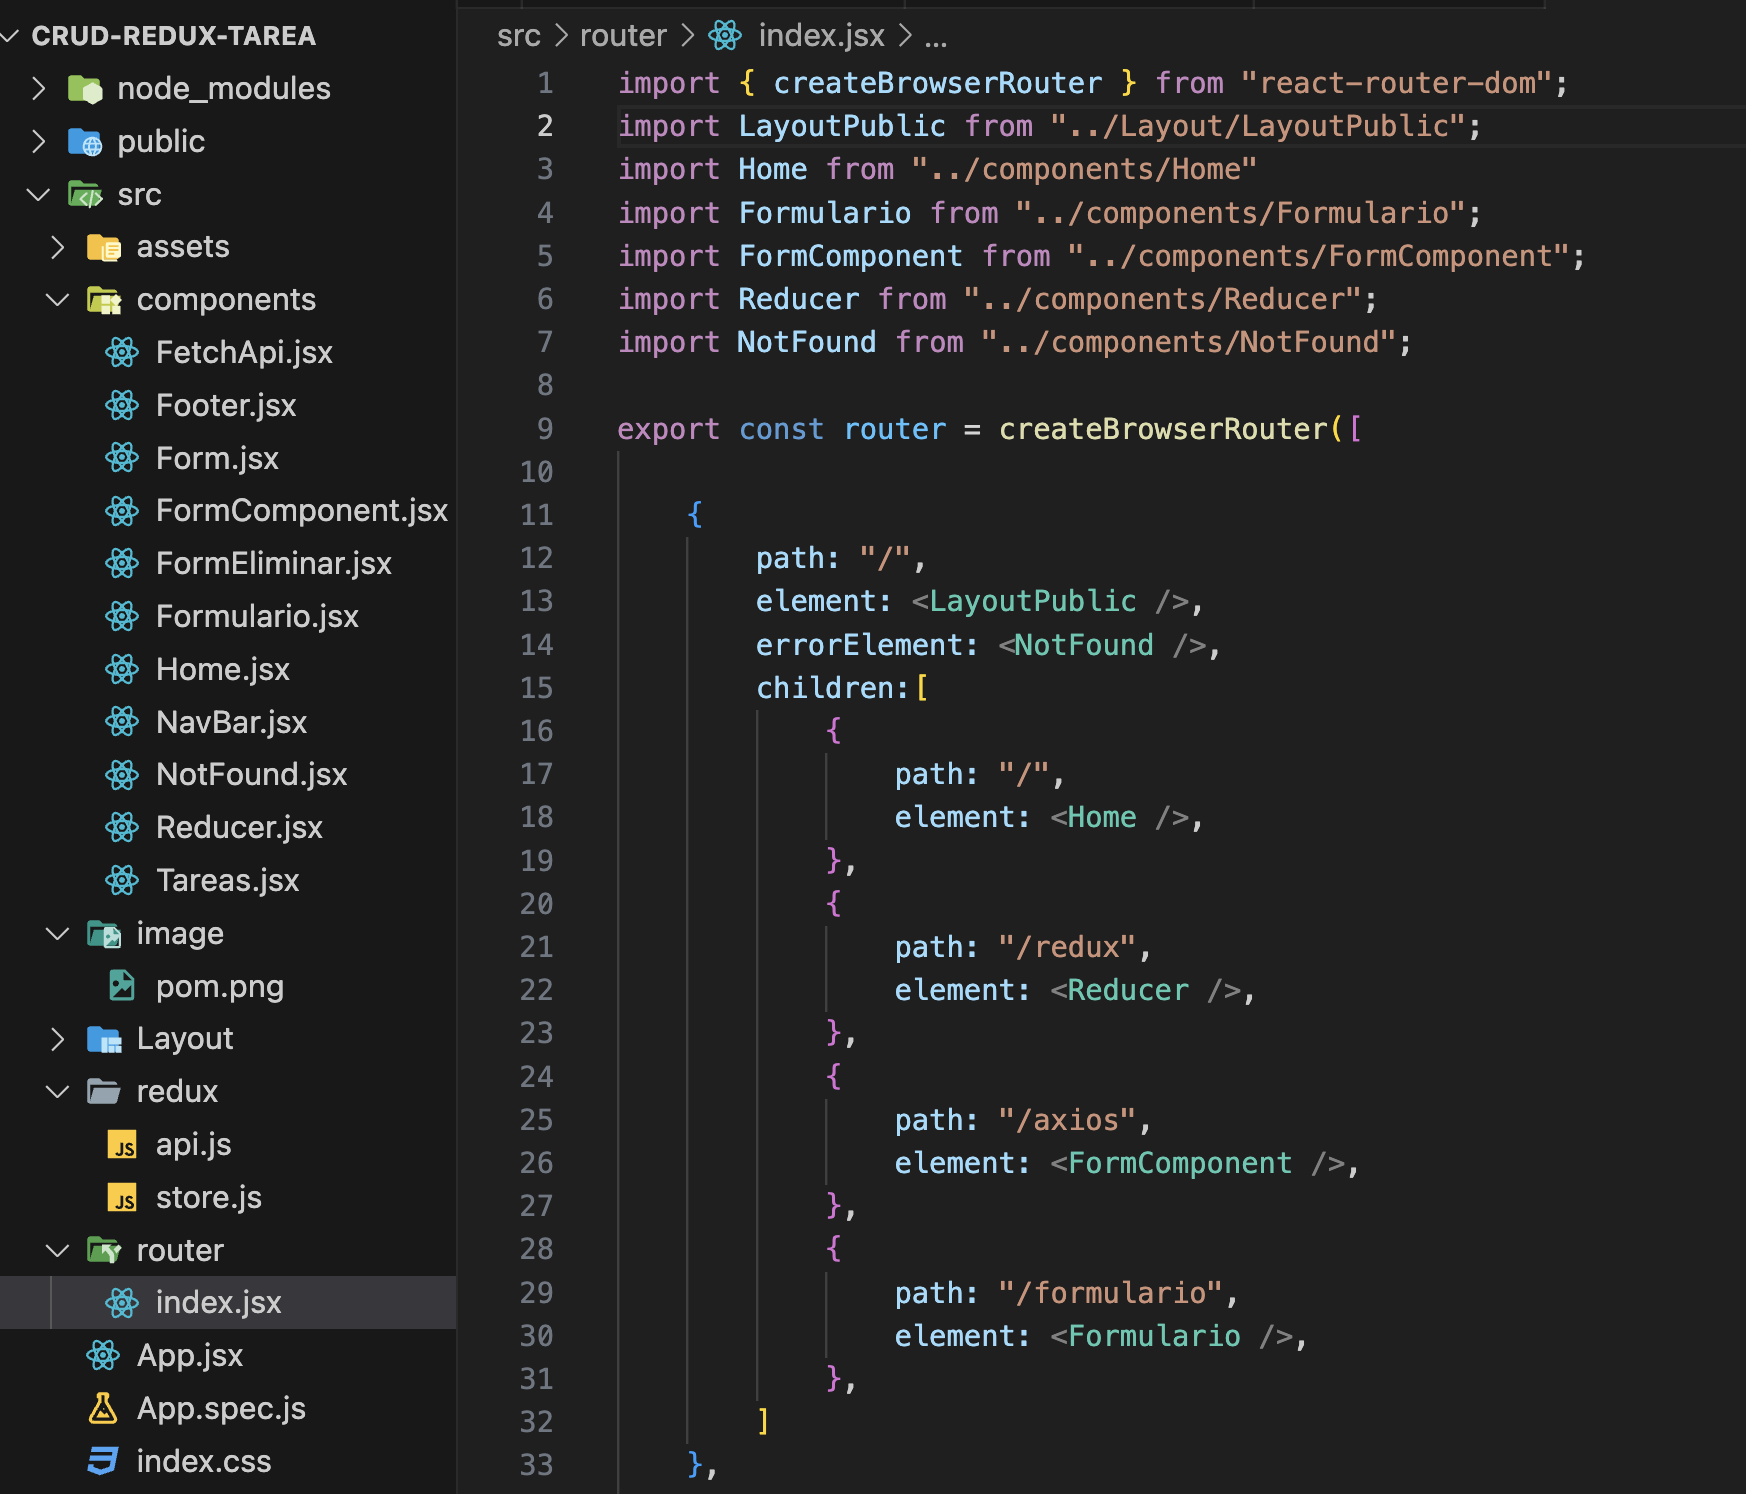 CRUD-REDUX-TAREA
node_modules
public
src
assets
components
FetchApi.jsx
Footer.jsx
Form.jsx
FormComponent.jsx
FormEliminar.jsx
Formulario.jsx
Home.jsx
NavBar.jsx
NotFound.jsx
Reducer.jsx
Tareas.jsx
image
pom.png
Layout
redux
JS api.js
JS store.js
router
index.jsx
App.jsx
App.spec.js
index.css
src > router > index.jsx > ...
1 import { createBrowserRouter } from "react-router-dom";
2 import LayoutPublic from "../Layout/LayoutPublic";
3 import Home from "../components/Home"
4 import Formulario from "../components/Formulario";
5 import FormComponent from "../components/FormComponent";
6 import Reducer from "../components/Reducer";
7 import NotFound from "../components/NotFound";
8
9 export const router = createBrowserRouter([
10
11 {
12 path: "/",
13 element: <LayoutPublic />,
14 errorElement: <NotFound />,
15 children:[
16 {
17 path: "/",
18 element: <Home />,
19 },
20 {
21 path: "/redux",
22 element: <Reducer />,
23 },
24 {
25 path: "/axios",
26 element: <FormComponent />,
27 },
28 {
29 path: "/formulario",
30 element: <Formulario />,
31 },
32 ]
33 },